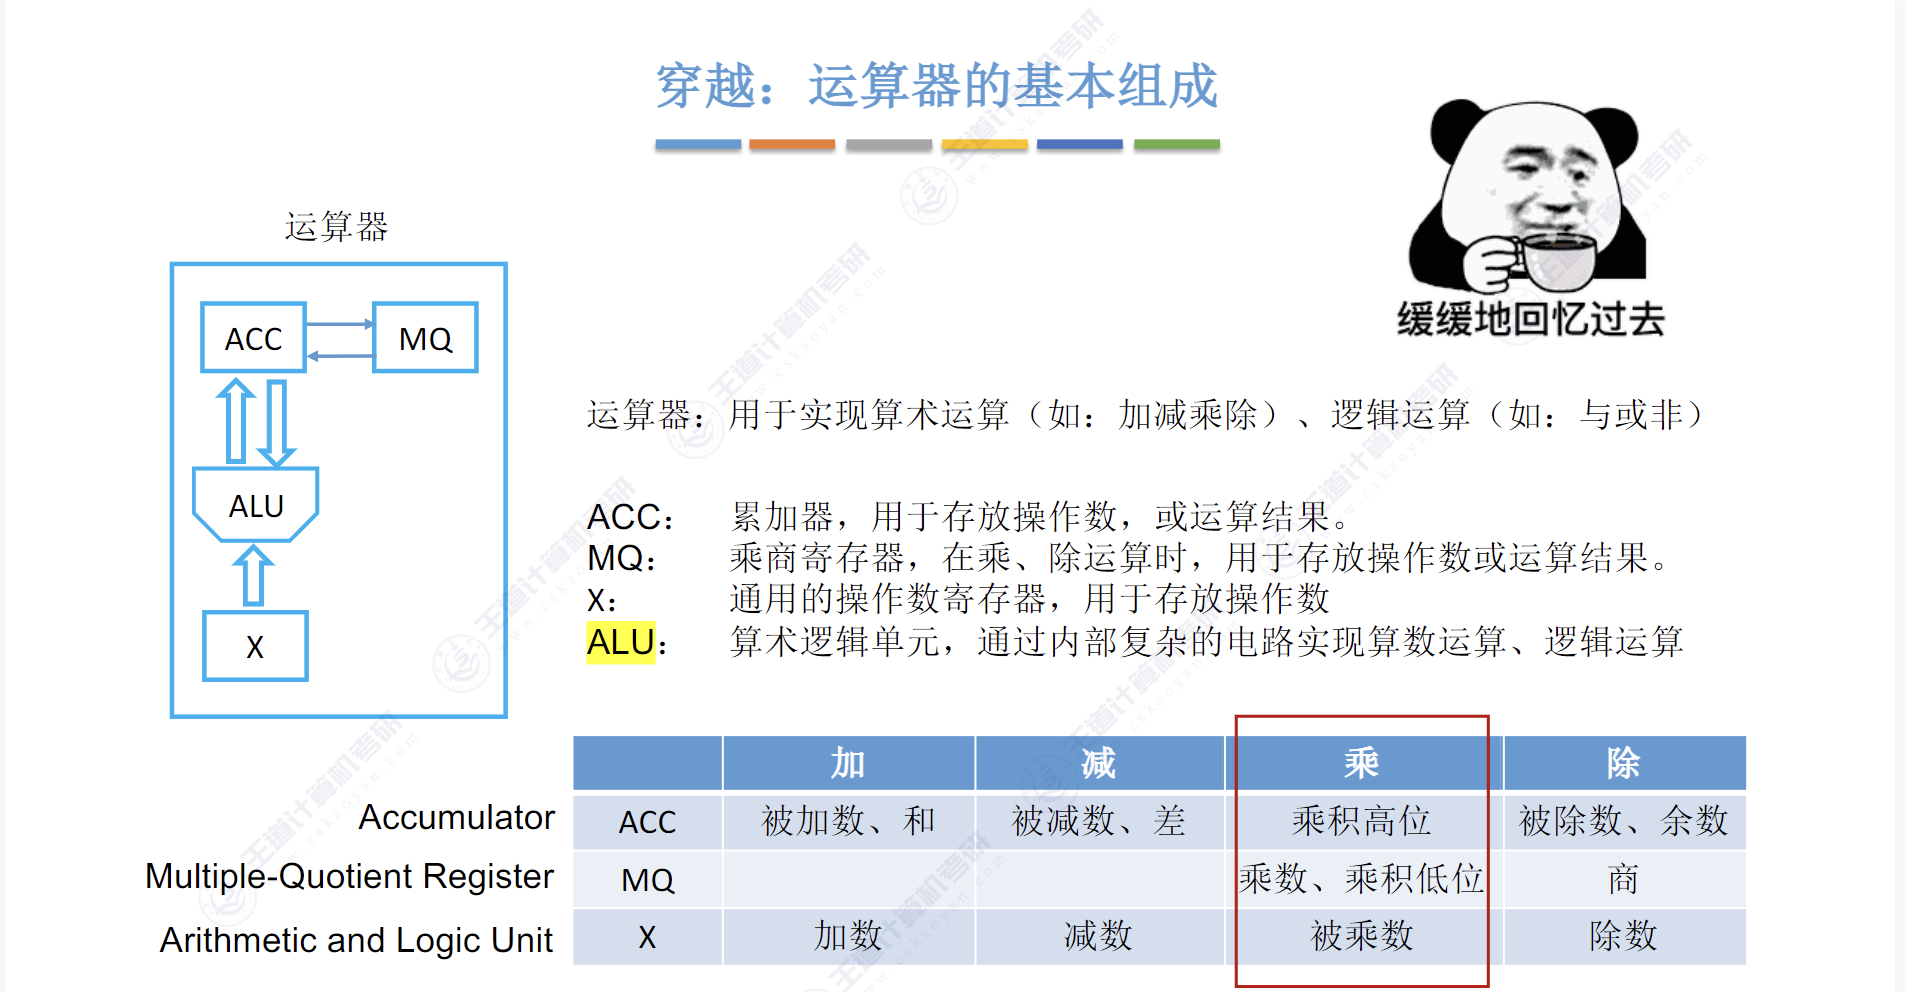 穿越：运算器的基本组成
缓缓地回忆过去
运算器
ACC
MQ
ALU
X
运算器：用于实现算术运算（如：加减乘除）、逻辑运算（如：与或非）
ACC： 累加器，用于存放操作数，或运算结果。
MQ： 乘商寄存器，在乘、除运算时，用于存放操作数或运算结果。
X： 通用的操作数寄存器，用于存放操作数
ALU： 算术逻辑单元，通过内部复杂的电路实现算数运算、逻辑运算
加 减 乘 除
Accumulator ACC 被加数、和 被减数、差 乘积高位 被除数、余数
Multiple-Quotient Register MQ 乘数、乘积低位 商
Arithmetic and Logic Unit X 加数 减数 被乘数 除数
王道计算机考研
www.cskaoyan.com